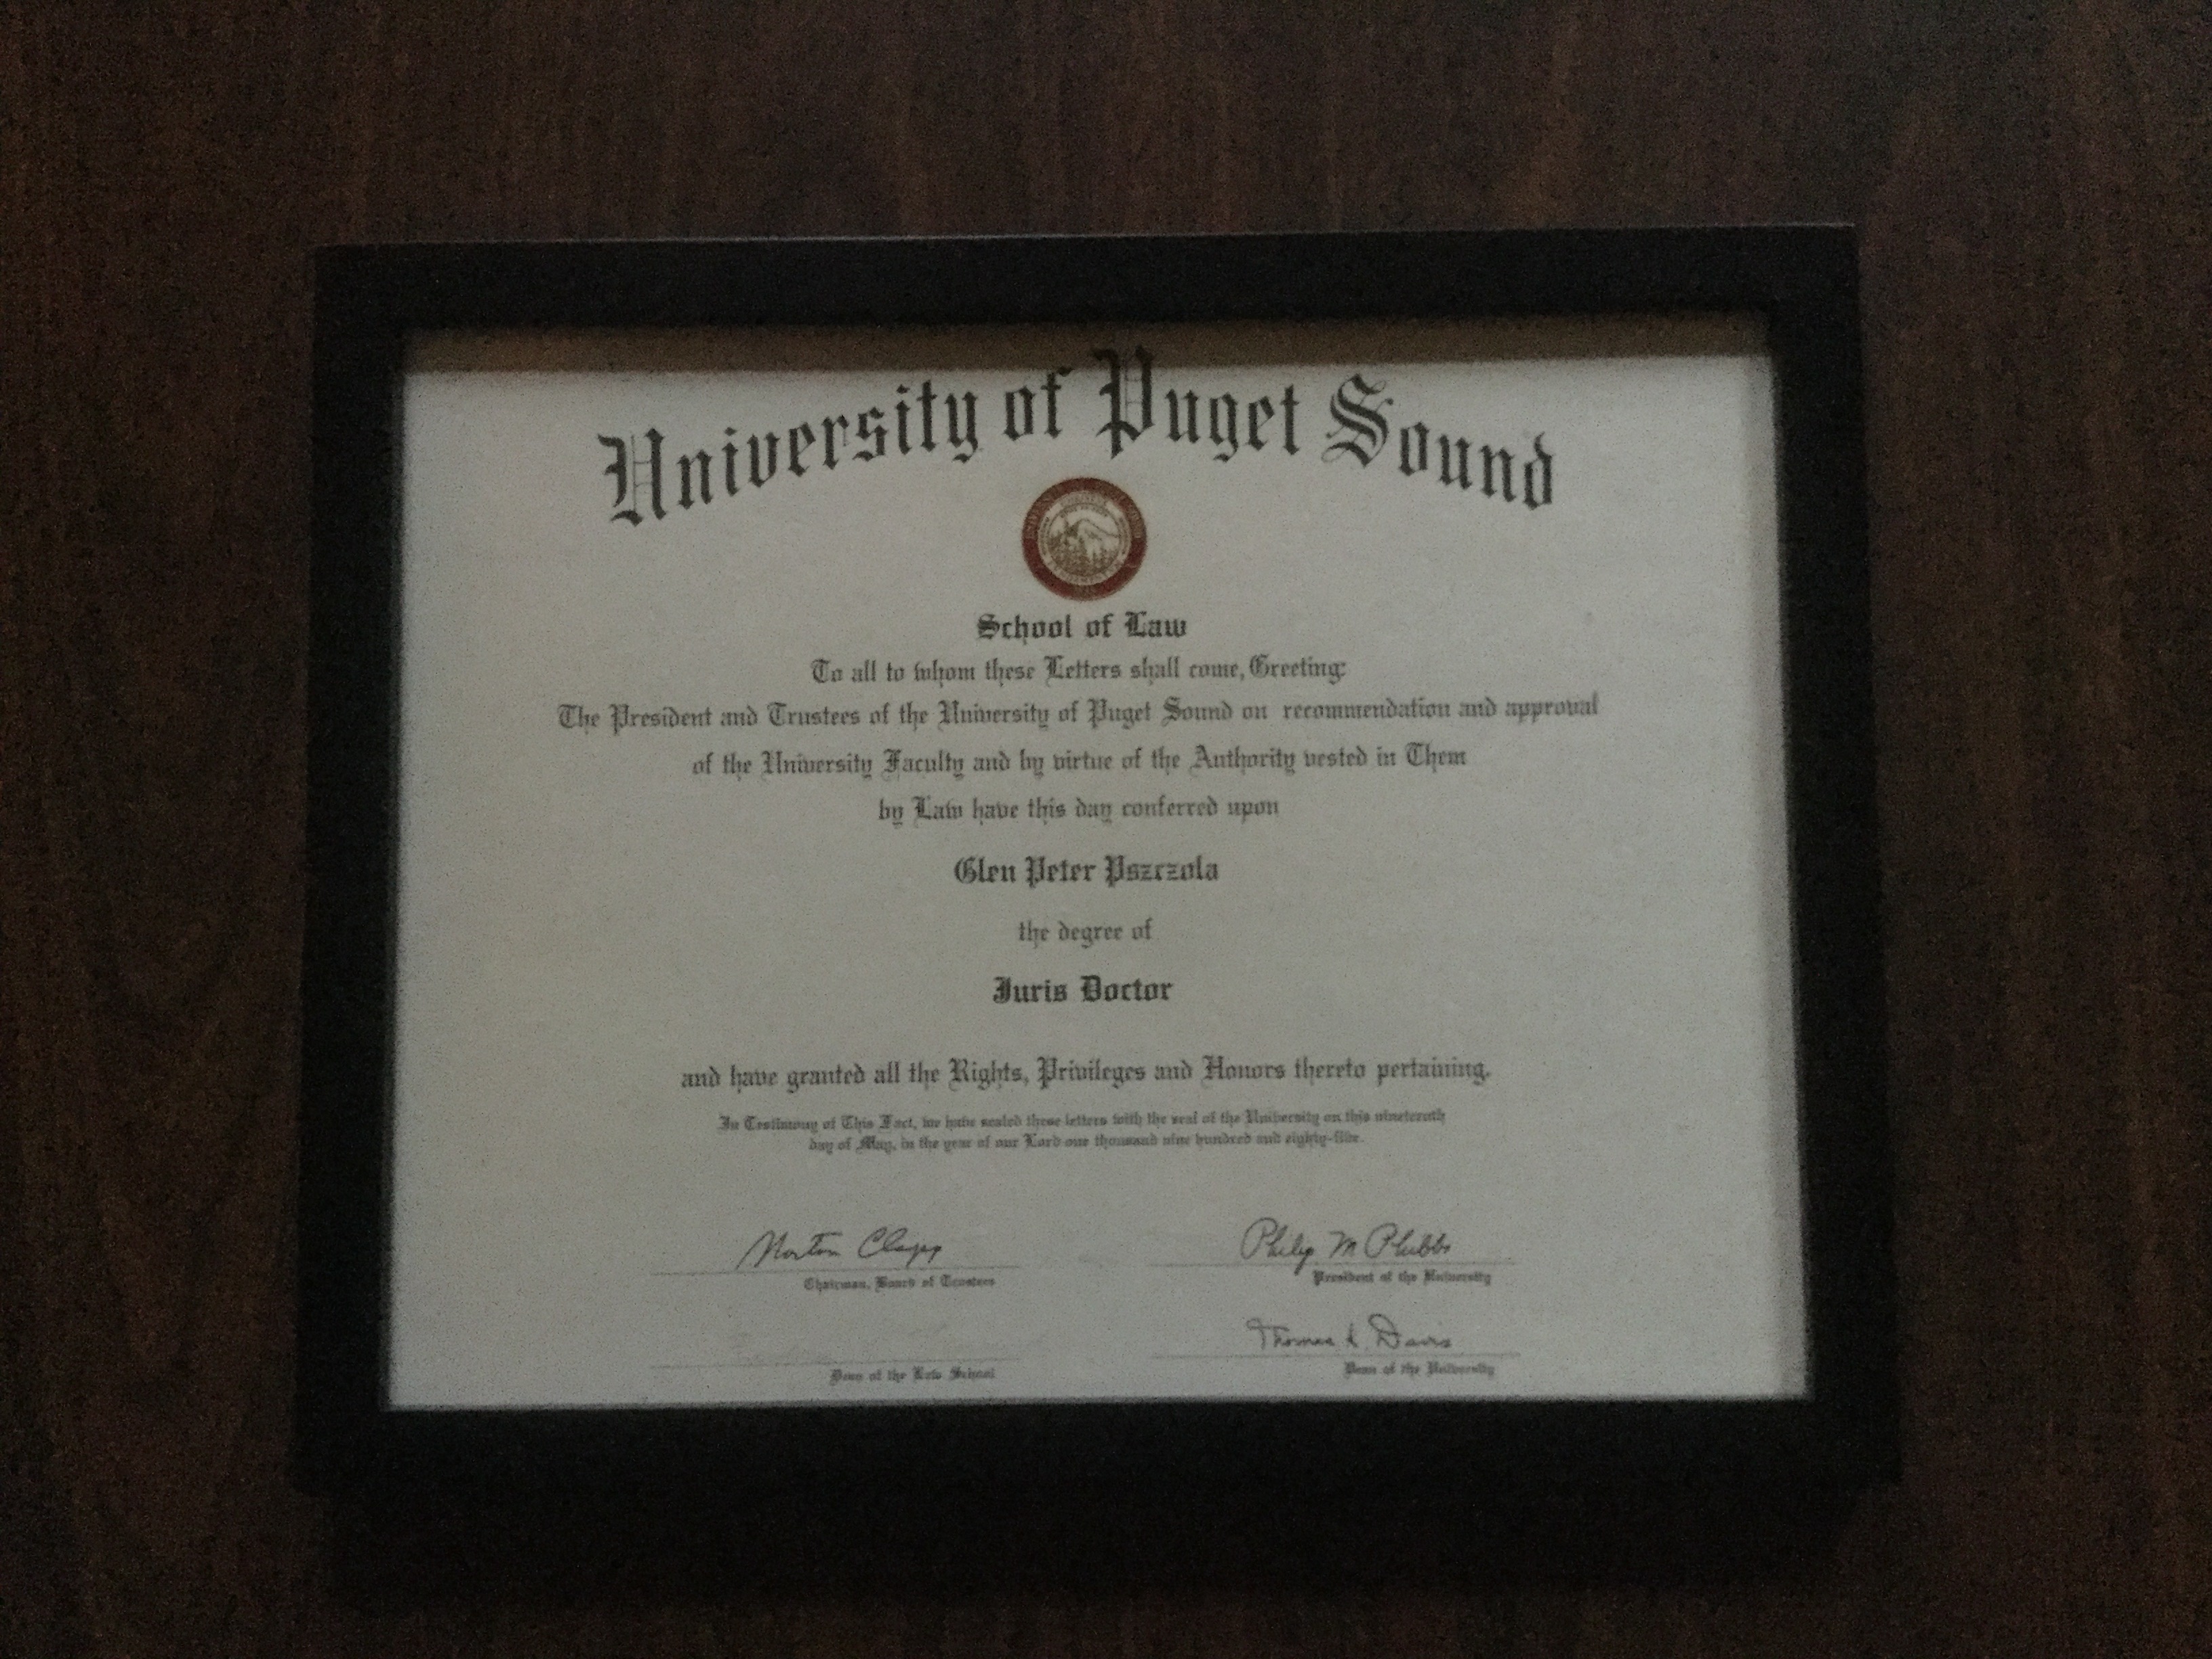 University of Puget Sound
School of Law
To all to whom these Letters shall come, Greeting:
The President and Trustees of the University of Puget Sound on recommendation and approval
of the University Faculty and by virtue of the Authority vested in Them
by Law have this day conferred upon
Glen Peter Pszczola
the degree of
Juris Doctor
and have granted all the Rights, Privileges and Honors thereto pertaining.
In Testimony of This Fact, we have sealed these letters with the seal of the University on this nineteenth
day of May, in the year of our Lord one thousand nine hundred and eighty-five.
Norton Clapp
Philip M Phibbs
Chairman, Board of Trustees
President of the University
Thomas A. Davis
Dean of the Law School
Dean of the University